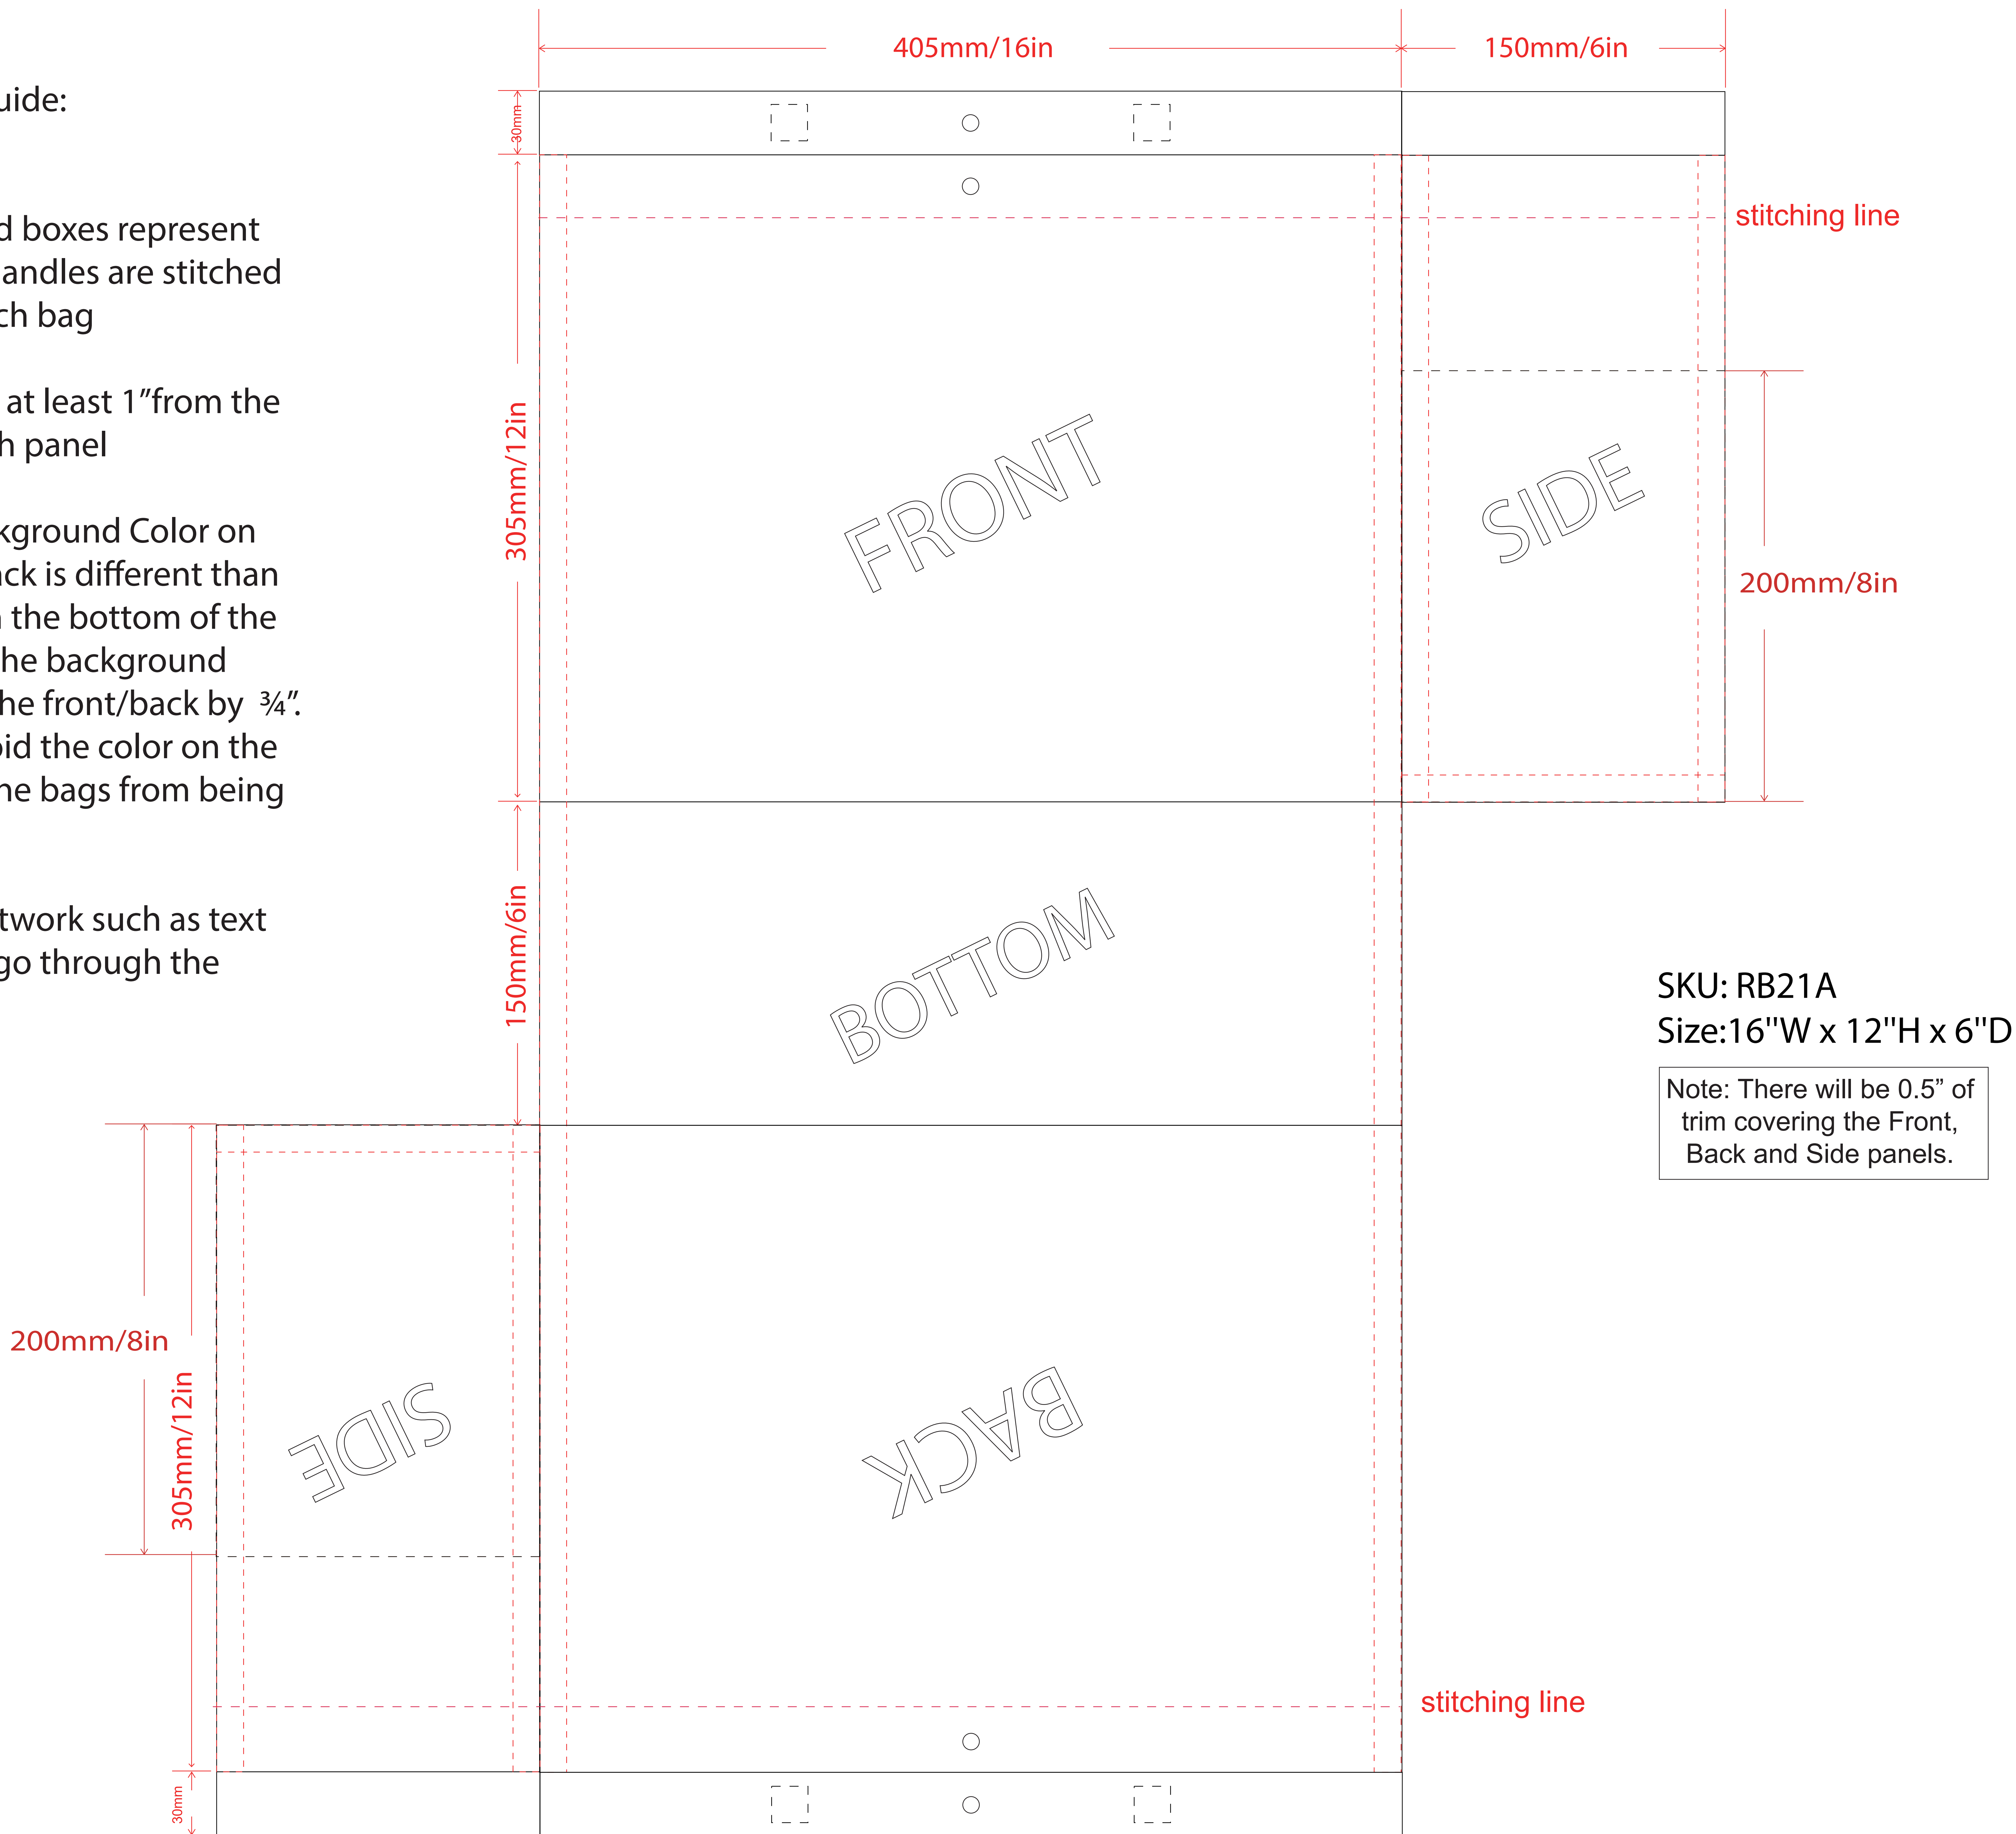 uide:
d boxes represent
andles are stitched
ch bag
at least 1"from the
h panel
kground Color on
ack is different than
n the bottom of the
he background
he front/back by ¾".
oid the color on the
he bags from being
twork such as text
go through the
405mm/16in
150mm/6in
30mm
stitching line
305mm/12in
FRONT
SIDE
200mm/8in
150mm/6in
BOTTOM
SKU: RB21A
Size:16"W x 12"H x 6"D
Note: There will be 0.5” of
trim covering the Front,
Back and Side panels.
200mm/8in
305mm/12in
SIDE
BACK
stitching line
30mm